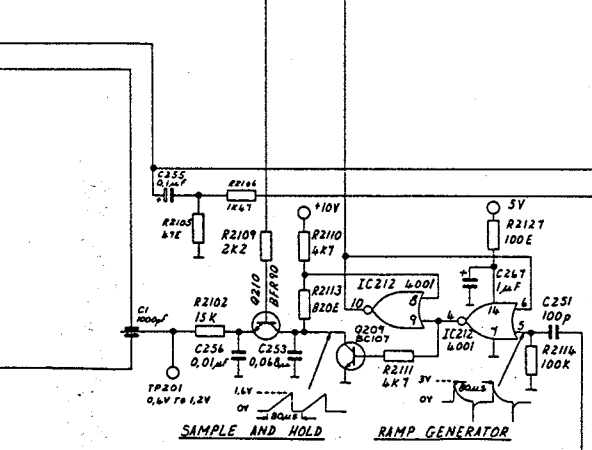 C255
0,1µF
R2106
1K47
R2105
47E
+10V
5V
R2109
2K2
R2110
4K7
R2127
100E
Q210
BFR90
IC212 4001
C267
1µF
R2113
820E
10
8
9
14
6
4
5
7
C1
1000pF
R2102
15K
Q209
BC107
IC212
4001
C251
100p
C256
0,01µF
C253
0,068µ
R2111
4K7
R2114
100K
TP201
0,4V TO 1,2V
1,6V
0V
80µS
3V
0V
80µS
SAMPLE AND HOLD
RAMP GENERATOR